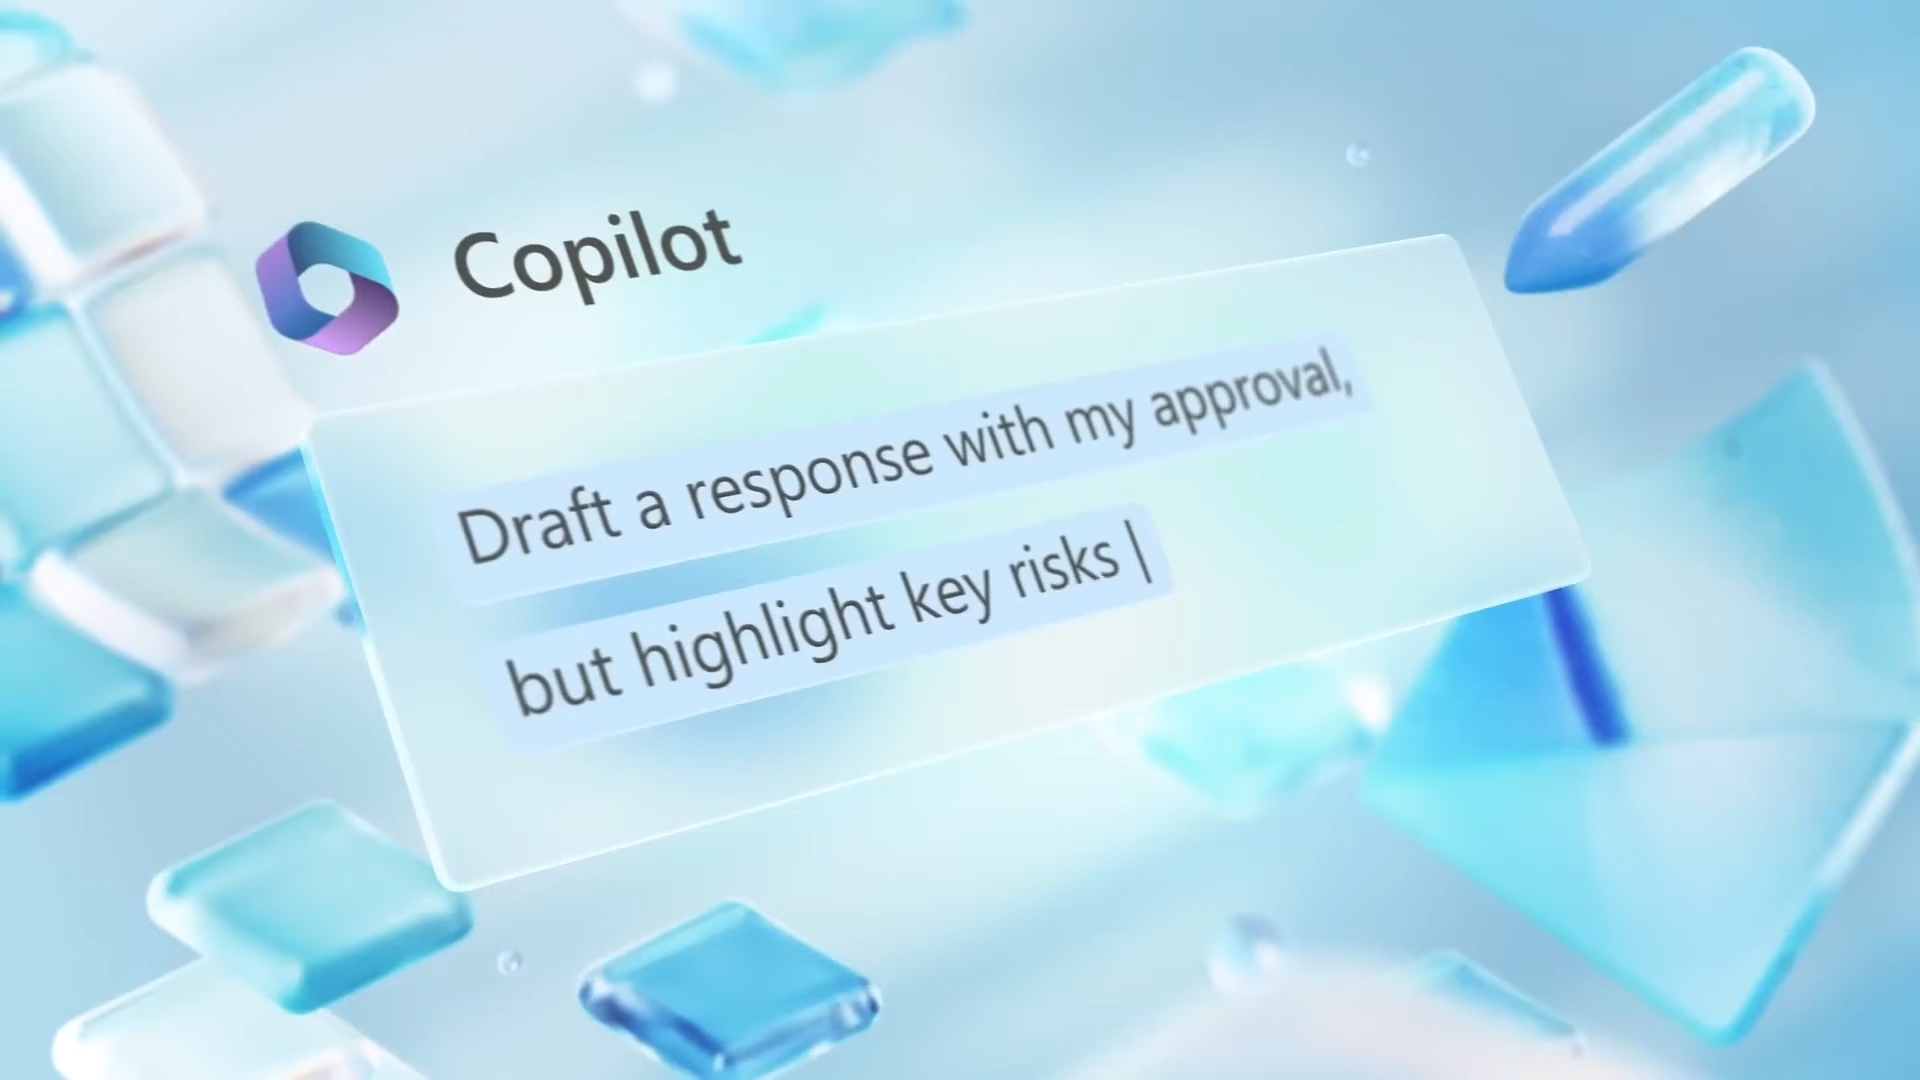 Copilot
Draft a response with my approval,
but highlight key risks |